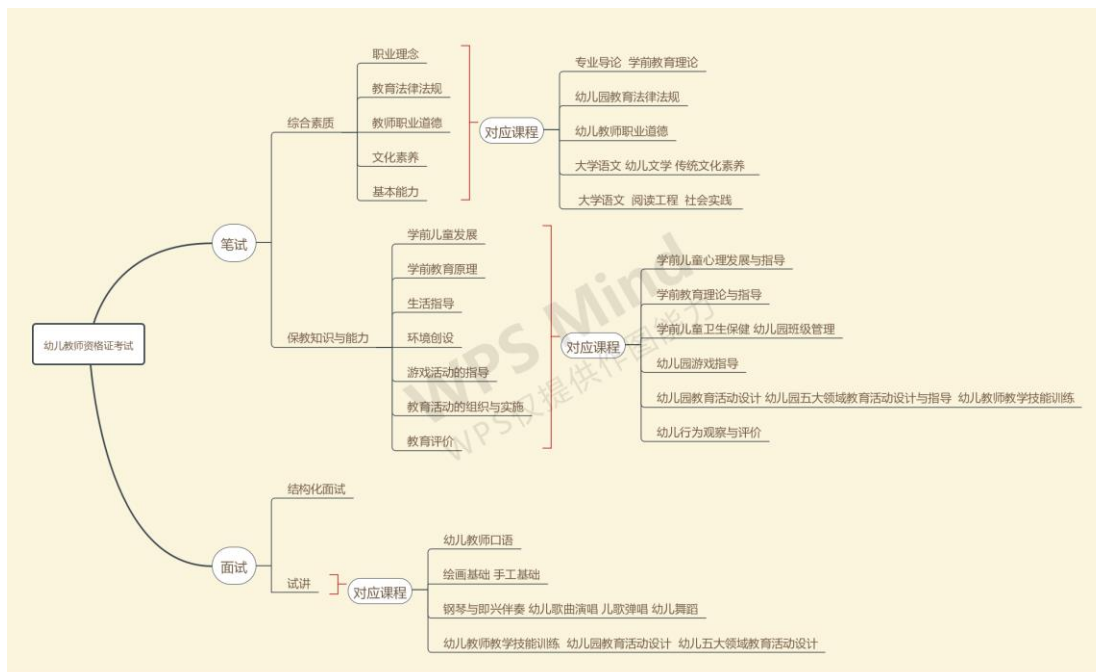 幼儿教师资格证考试
笔试
综合素质
职业理念
教育法律法规
教师职业道德
文化素养
基本能力
对应课程
专业导论 学前教育理论
幼儿园教育法律法规
幼儿教师职业道德
大学语文 幼儿文学 传统文化素养
大学语文 阅读工程 社会实践
保教知识与能力
学前儿童发展
学前教育原理
生活指导
环境创设
游戏活动的指导
教育活动的组织与实施
教育评价
对应课程
学前儿童心理发展与指导
学前教育理论与指导
学前儿童卫生保健 幼儿园班级管理
幼儿园游戏指导
幼儿园教育活动设计 幼儿园五大领域教育活动设计与指导 幼儿教师教学技能训练
幼儿行为观察与评价
面试
结构化面试
试讲
对应课程
幼儿教师口语
绘画基础 手工基础
钢琴与即兴伴奏 幼儿歌曲演唱 儿歌弹唱 幼儿舞蹈
幼儿教师教学技能训练 幼儿园教育活动设计 幼儿五大领域教育活动设计
WPS Mind
WPS仅提供作图能力